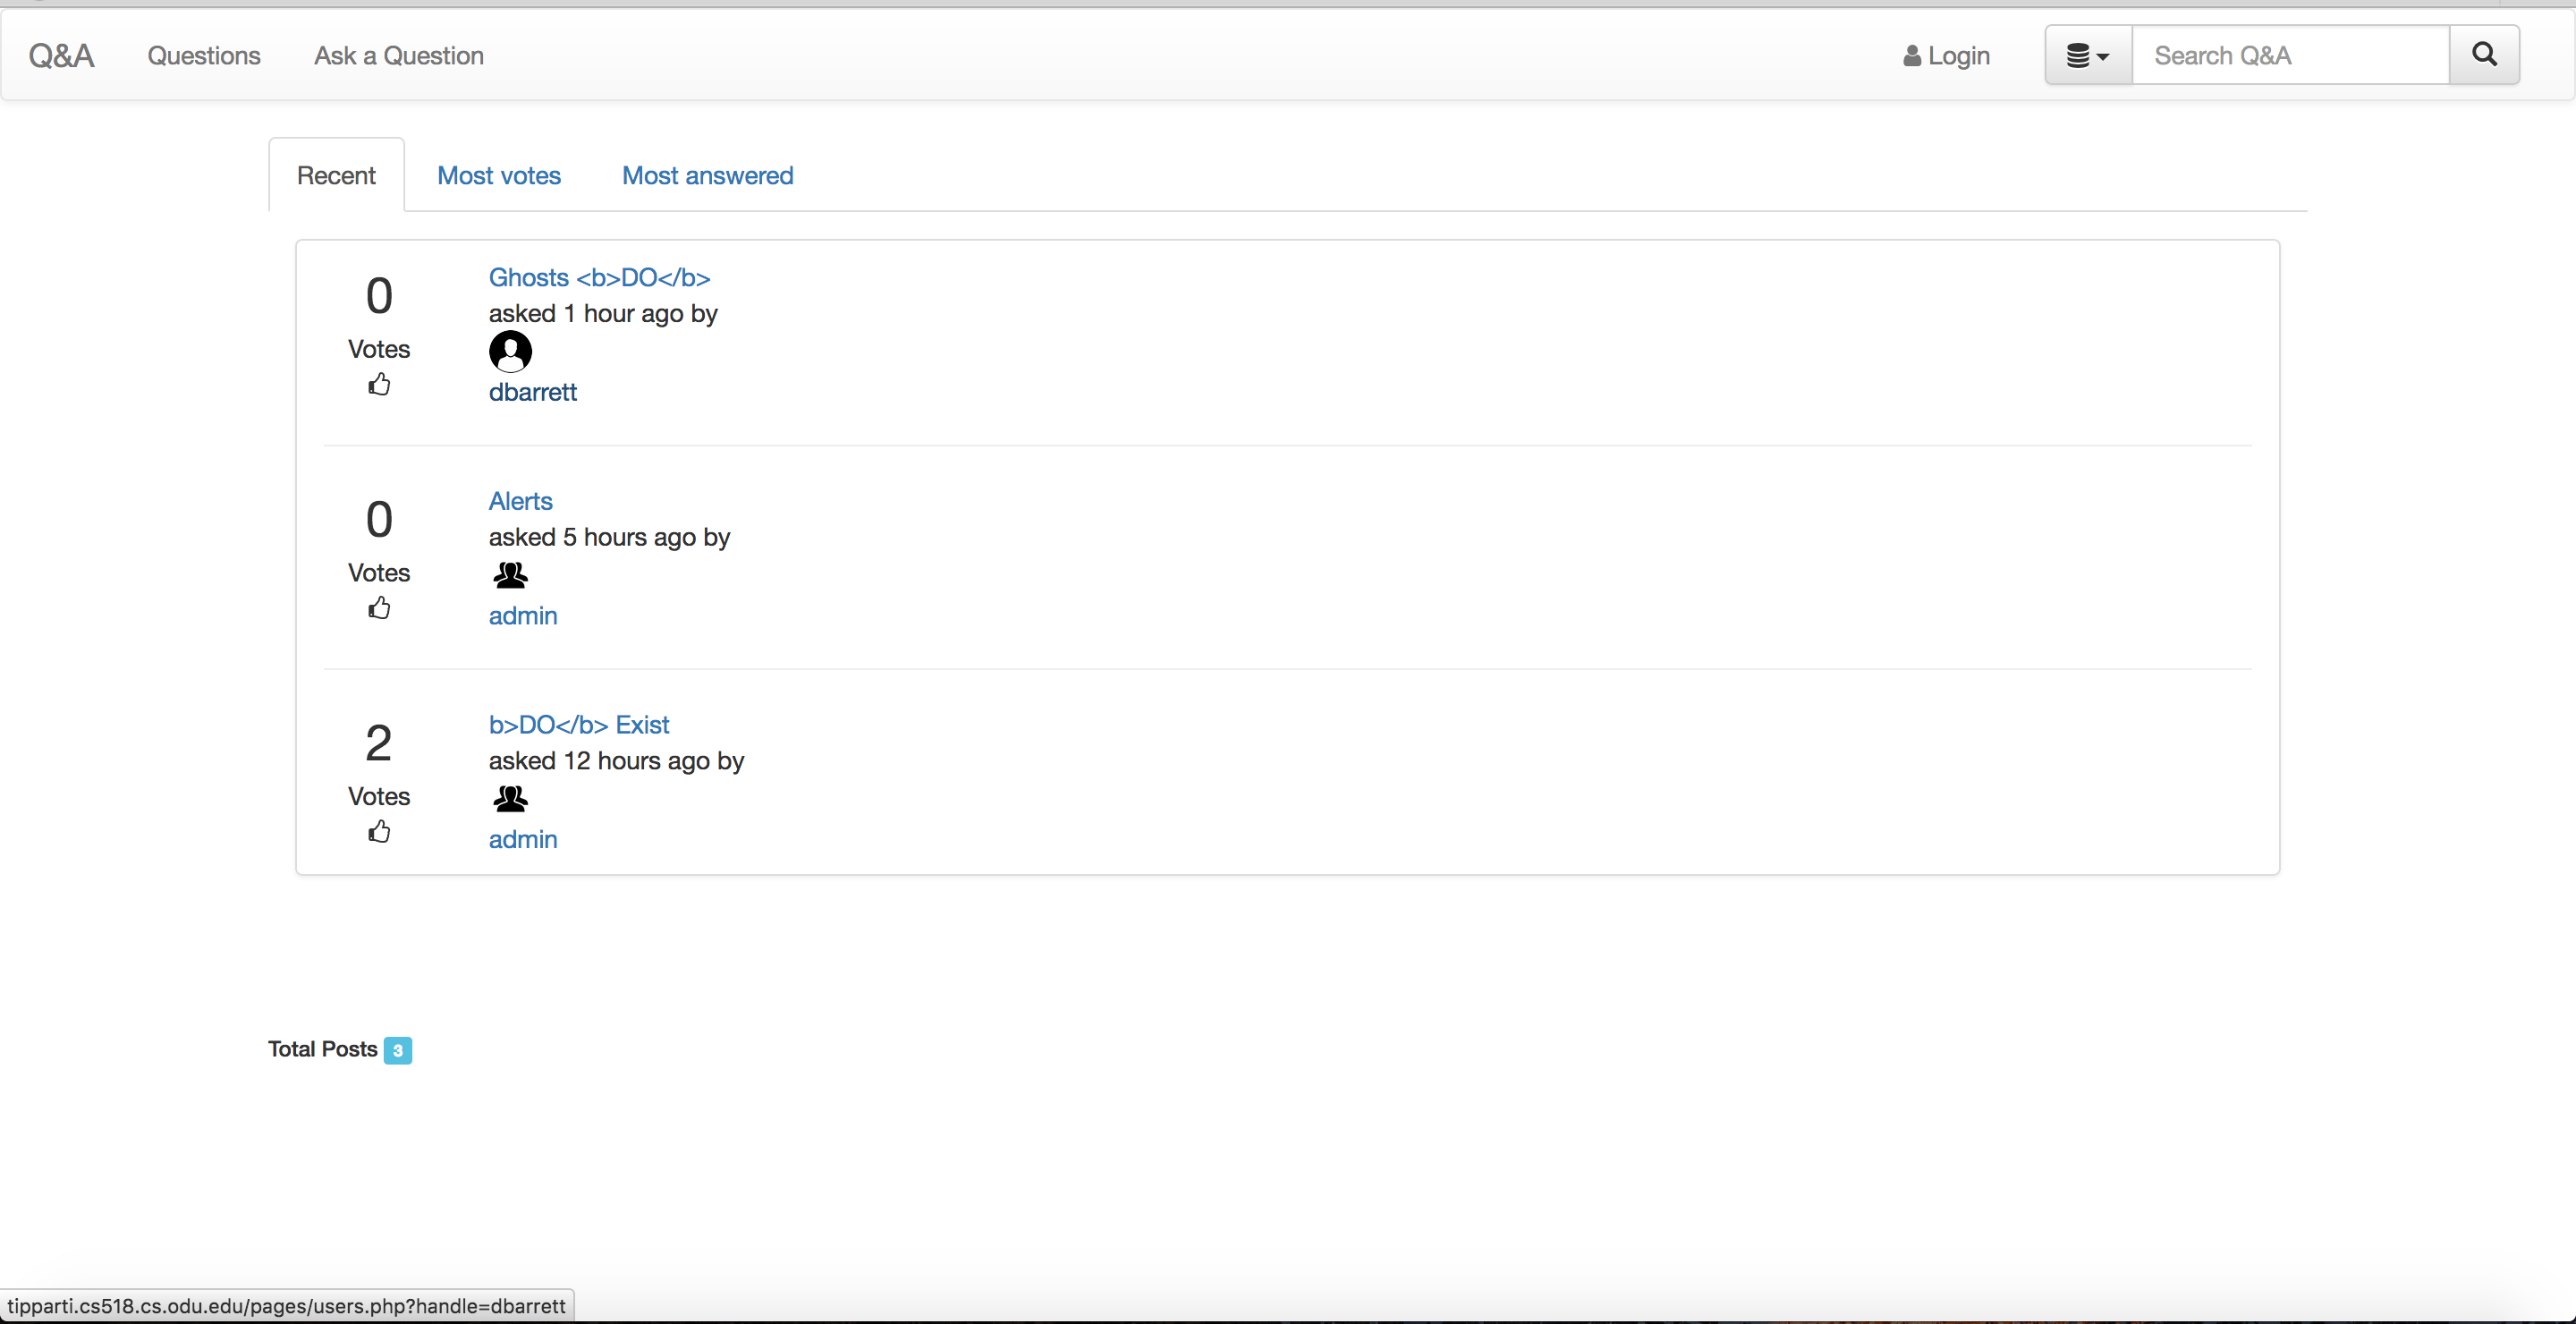 Q&A Questions Ask a Question Login Search Q&A
Recent Most votes Most answered
0
Votes
Ghosts <b>DO</b>
asked 1 hour ago by
dbarrett
0
Votes
Alerts
asked 5 hours ago by
admin
2
Votes
b>DO</b> Exist
asked 12 hours ago by
admin
Total Posts 3
tipparti.cs518.cs.odu.edu/pages/users.php?handle=dbarrett